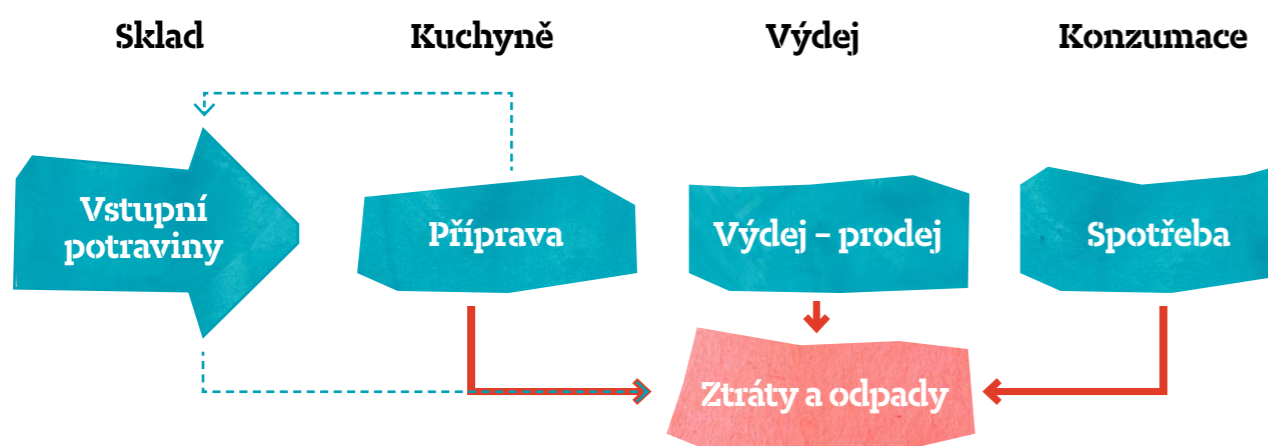 Sklad
Kuchyně
Výdej
Konzumace
Vstupní
potraviny
Příprava
Výdej – prodej
Spotřeba
Ztráty a odpady